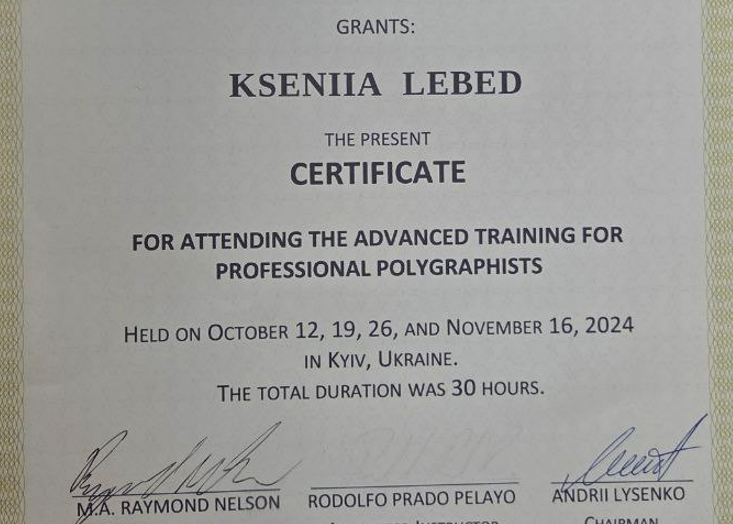 GRANTS:
KSENIIA LEBED
THE PRESENT
CERTIFICATE
FOR ATTENDING THE ADVANCED TRAINING FOR
PROFESSIONAL POLYGRAPHISTS
HELD ON OCTOBER 12, 19, 26, AND NOVEMBER 16, 2024
IN KYIV, UKRAINE.
THE TOTAL DURATION WAS 30 HOURS.
M.A. RAYMOND NELSON RODOLFO PRADO PELAYO ANDRII LYSENKO
CHAIRMAN